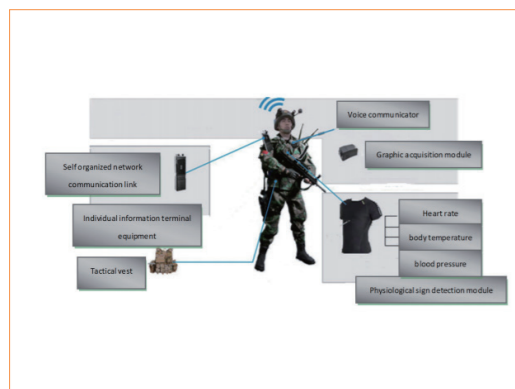 Voice communicator
Graphic acquisition module
Self organized network
communication link
Individual information terminal
equipment
Tactical vest
Heart rate
body temperature
blood pressure
Physiological sign detection module